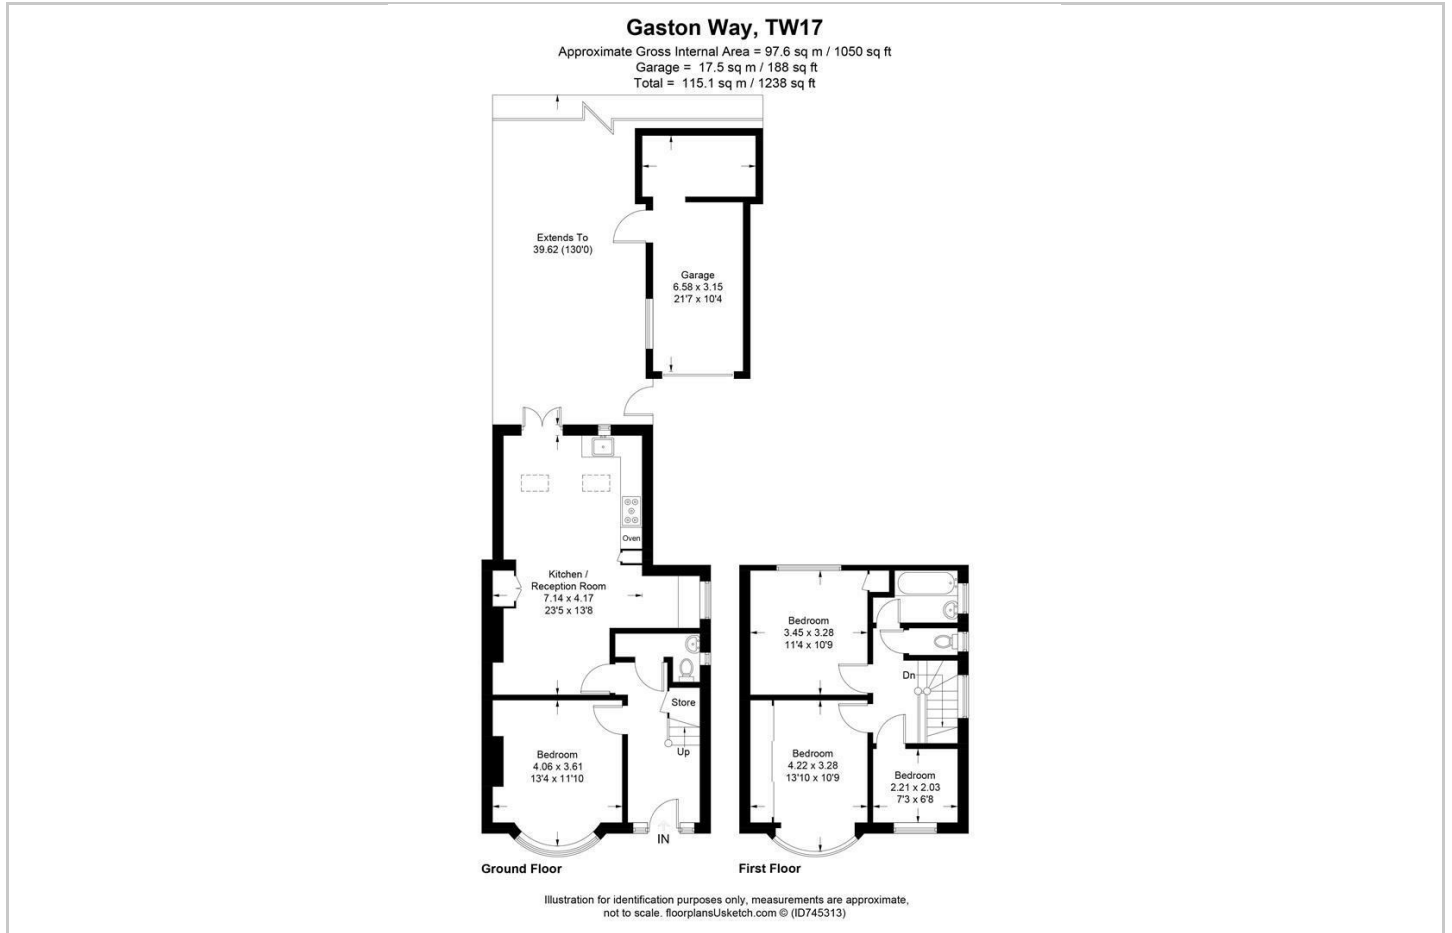 Gaston Way, TW17
Approximate Gross Internal Area = 97.6 sq m / 1050 sq ft
Garage = 17.5 sq m / 188 sq ft
Total = 115.1 sq m / 1238 sq ft
Extends To
39.62 (130'0)
Garage
6.58 x 3.15
21'7 x 10'4
Oven
Kitchen /
Reception Room
7.14 x 4.17
23'5 x 13'8
Store
Up
Bedroom
4.06 x 3.61
13'4 x 11'10
IN
Ground Floor
Bedroom
3.45 x 3.28
11'4 x 10'9
Dn
Bedroom
4.22 x 3.28
13'10 x 10'9
Bedroom
2.21 x 2.03
7'3 x 6'8
First Floor
Illustration for identification purposes only, measurements are approximate,
not to scale. floorplansUsketch.com © (ID745313)